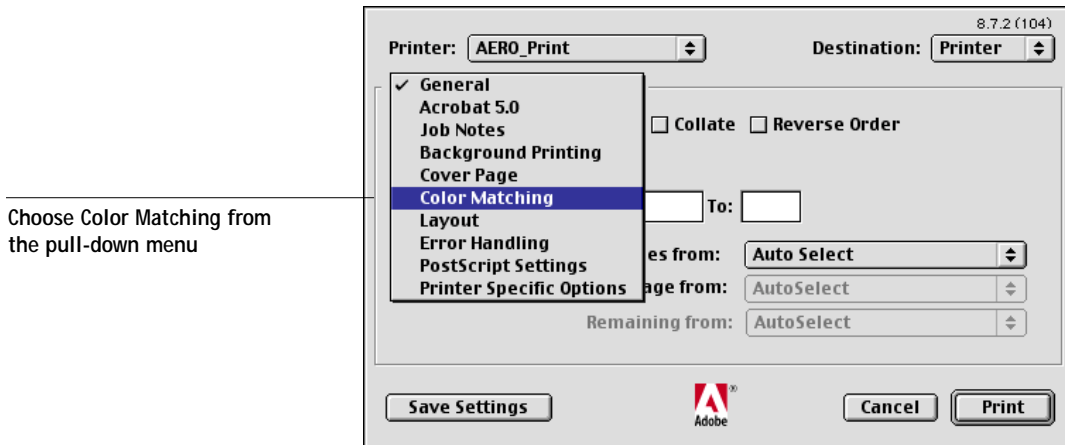 8.7.2 (104)
Printer: AERO_Print Destination: Printer
✓ General
Acrobat 5.0
Job Notes
Collate Reverse Order
Background Printing
Cover Page
Color Matching
To:
Choose Color Matching from
the pull-down menu
Layout
Error Handling
es from: Auto Select
PostScript Settings
Printer Specific Options
age from: AutoSelect
Remaining from: AutoSelect
Save Settings
Adobe ®
Cancel Print